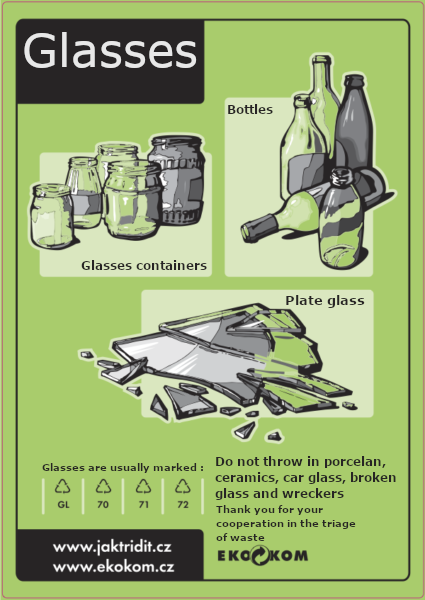 Glasses
Bottles
Glasses containers
Plate glass
Glasses are usually marked :
GL 70 71 72
Do not throw in porcelan,
ceramics, car glass, broken
glass and wreckers
Thank you for your
cooperation in the triage
of waste
EKO KOM
www.jaktridit.cz
www.ekokom.cz